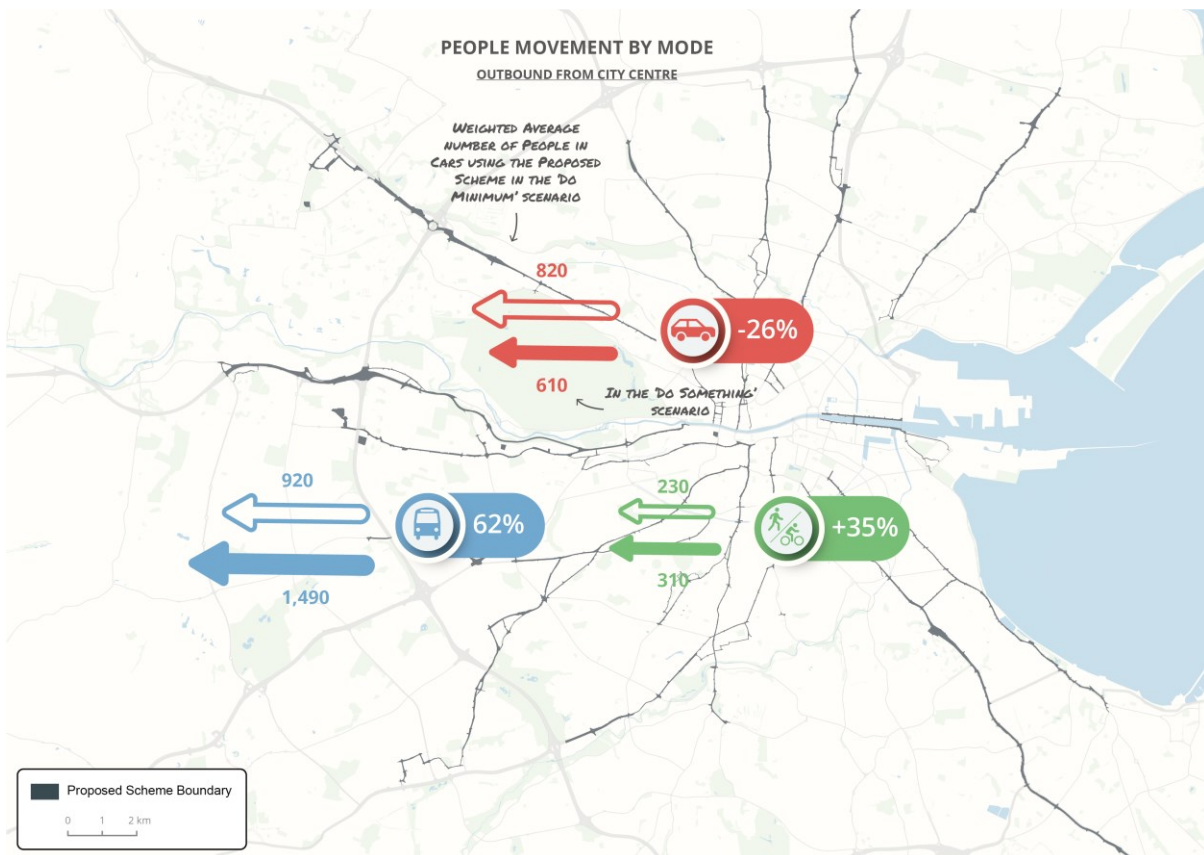 PEOPLE MOVEMENT BY MODE
OUTBOUND FROM CITY CENTRE
WEIGHTED AVERAGE
NUMBER OF PEOPLE IN
CARS USING THE PROPOSED
SCHEME IN THE 'DO
MINIMUM' SCENARIO
820
-26%
610
IN THE 'DO SOMETHING'
SCENARIO
920
62%
1,490
230
+35%
310
Proposed Scheme Boundary
0 1 2 km